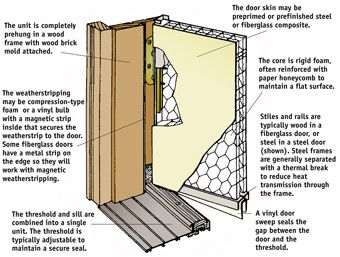 The unit is completely
prehung in a wood
frame with wood brick
mold attached.
The weatherstripping
may be compression-type
foam or a vinyl bulb
with a magnetic strip
inside that secures the
weatherstrip to the door.
Some fiberglass doors
have a metal strip on
the edge so they will
work with magnetic
weatherstripping.
The threshold and sill are
combined into a single
unit. The threshold is
typically adjustable to
maintain a secure seal.
The door skin may be
preprimed or prefinished steel
or fiberglass composite.
The core is rigid foam,
often reinforced with
paper honeycomb to
maintain a flat surface.
Stiles and rails are
typically wood in a
fiberglass door, or
steel in a steel door
(shown). Steel frames
are generally separated
with a thermal break
to reduce heat
transmission through
the frame.
A vinyl door
sweep seals the
gap between the
door and the
threshold.